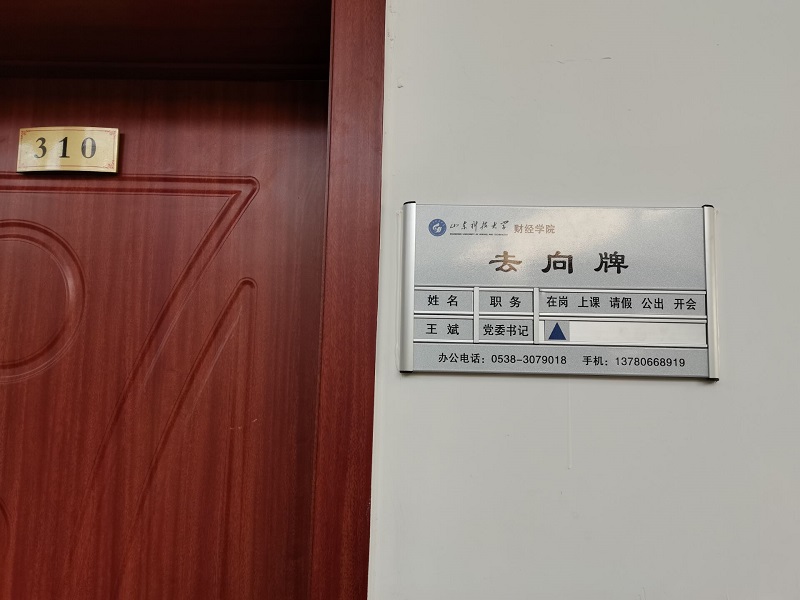 310
山东科技大学 财经学院
去向牌
姓名 职务 在岗 上课 请假 公出 开会
王斌 党委书记
办公电话：0538-3079018 手机：13780668919